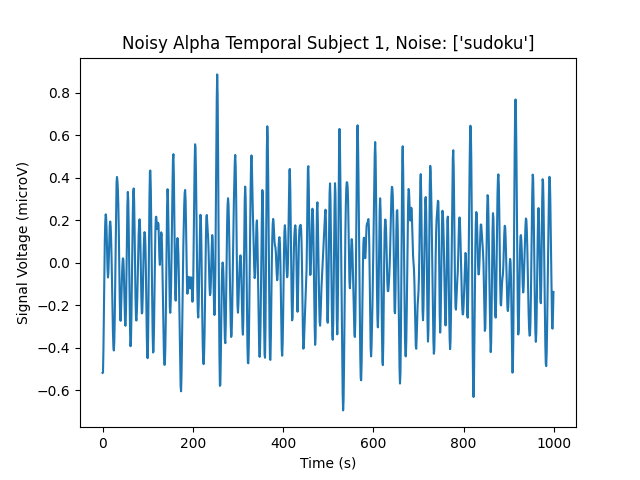 Noisy Alpha Temporal Subject 1, Noise: ['sudoku']
Signal Voltage (microV)
0.8
0.6
0.4
0.2
0.0
−0.2
−0.4
−0.6
0 200 400 600 800 1000
Time (s)